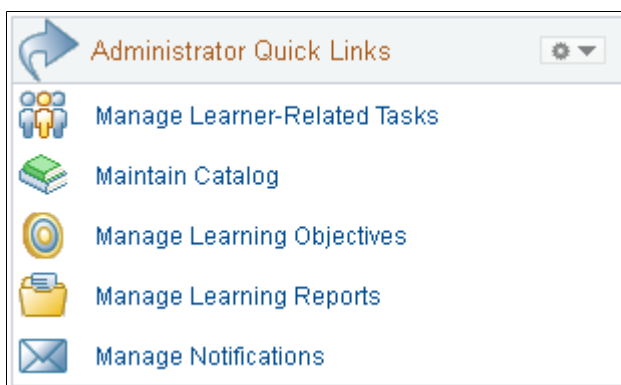 Administrator Quick Links
Manage Learner-Related Tasks
Maintain Catalog
Manage Learning Objectives
Manage Learning Reports
Manage Notifications